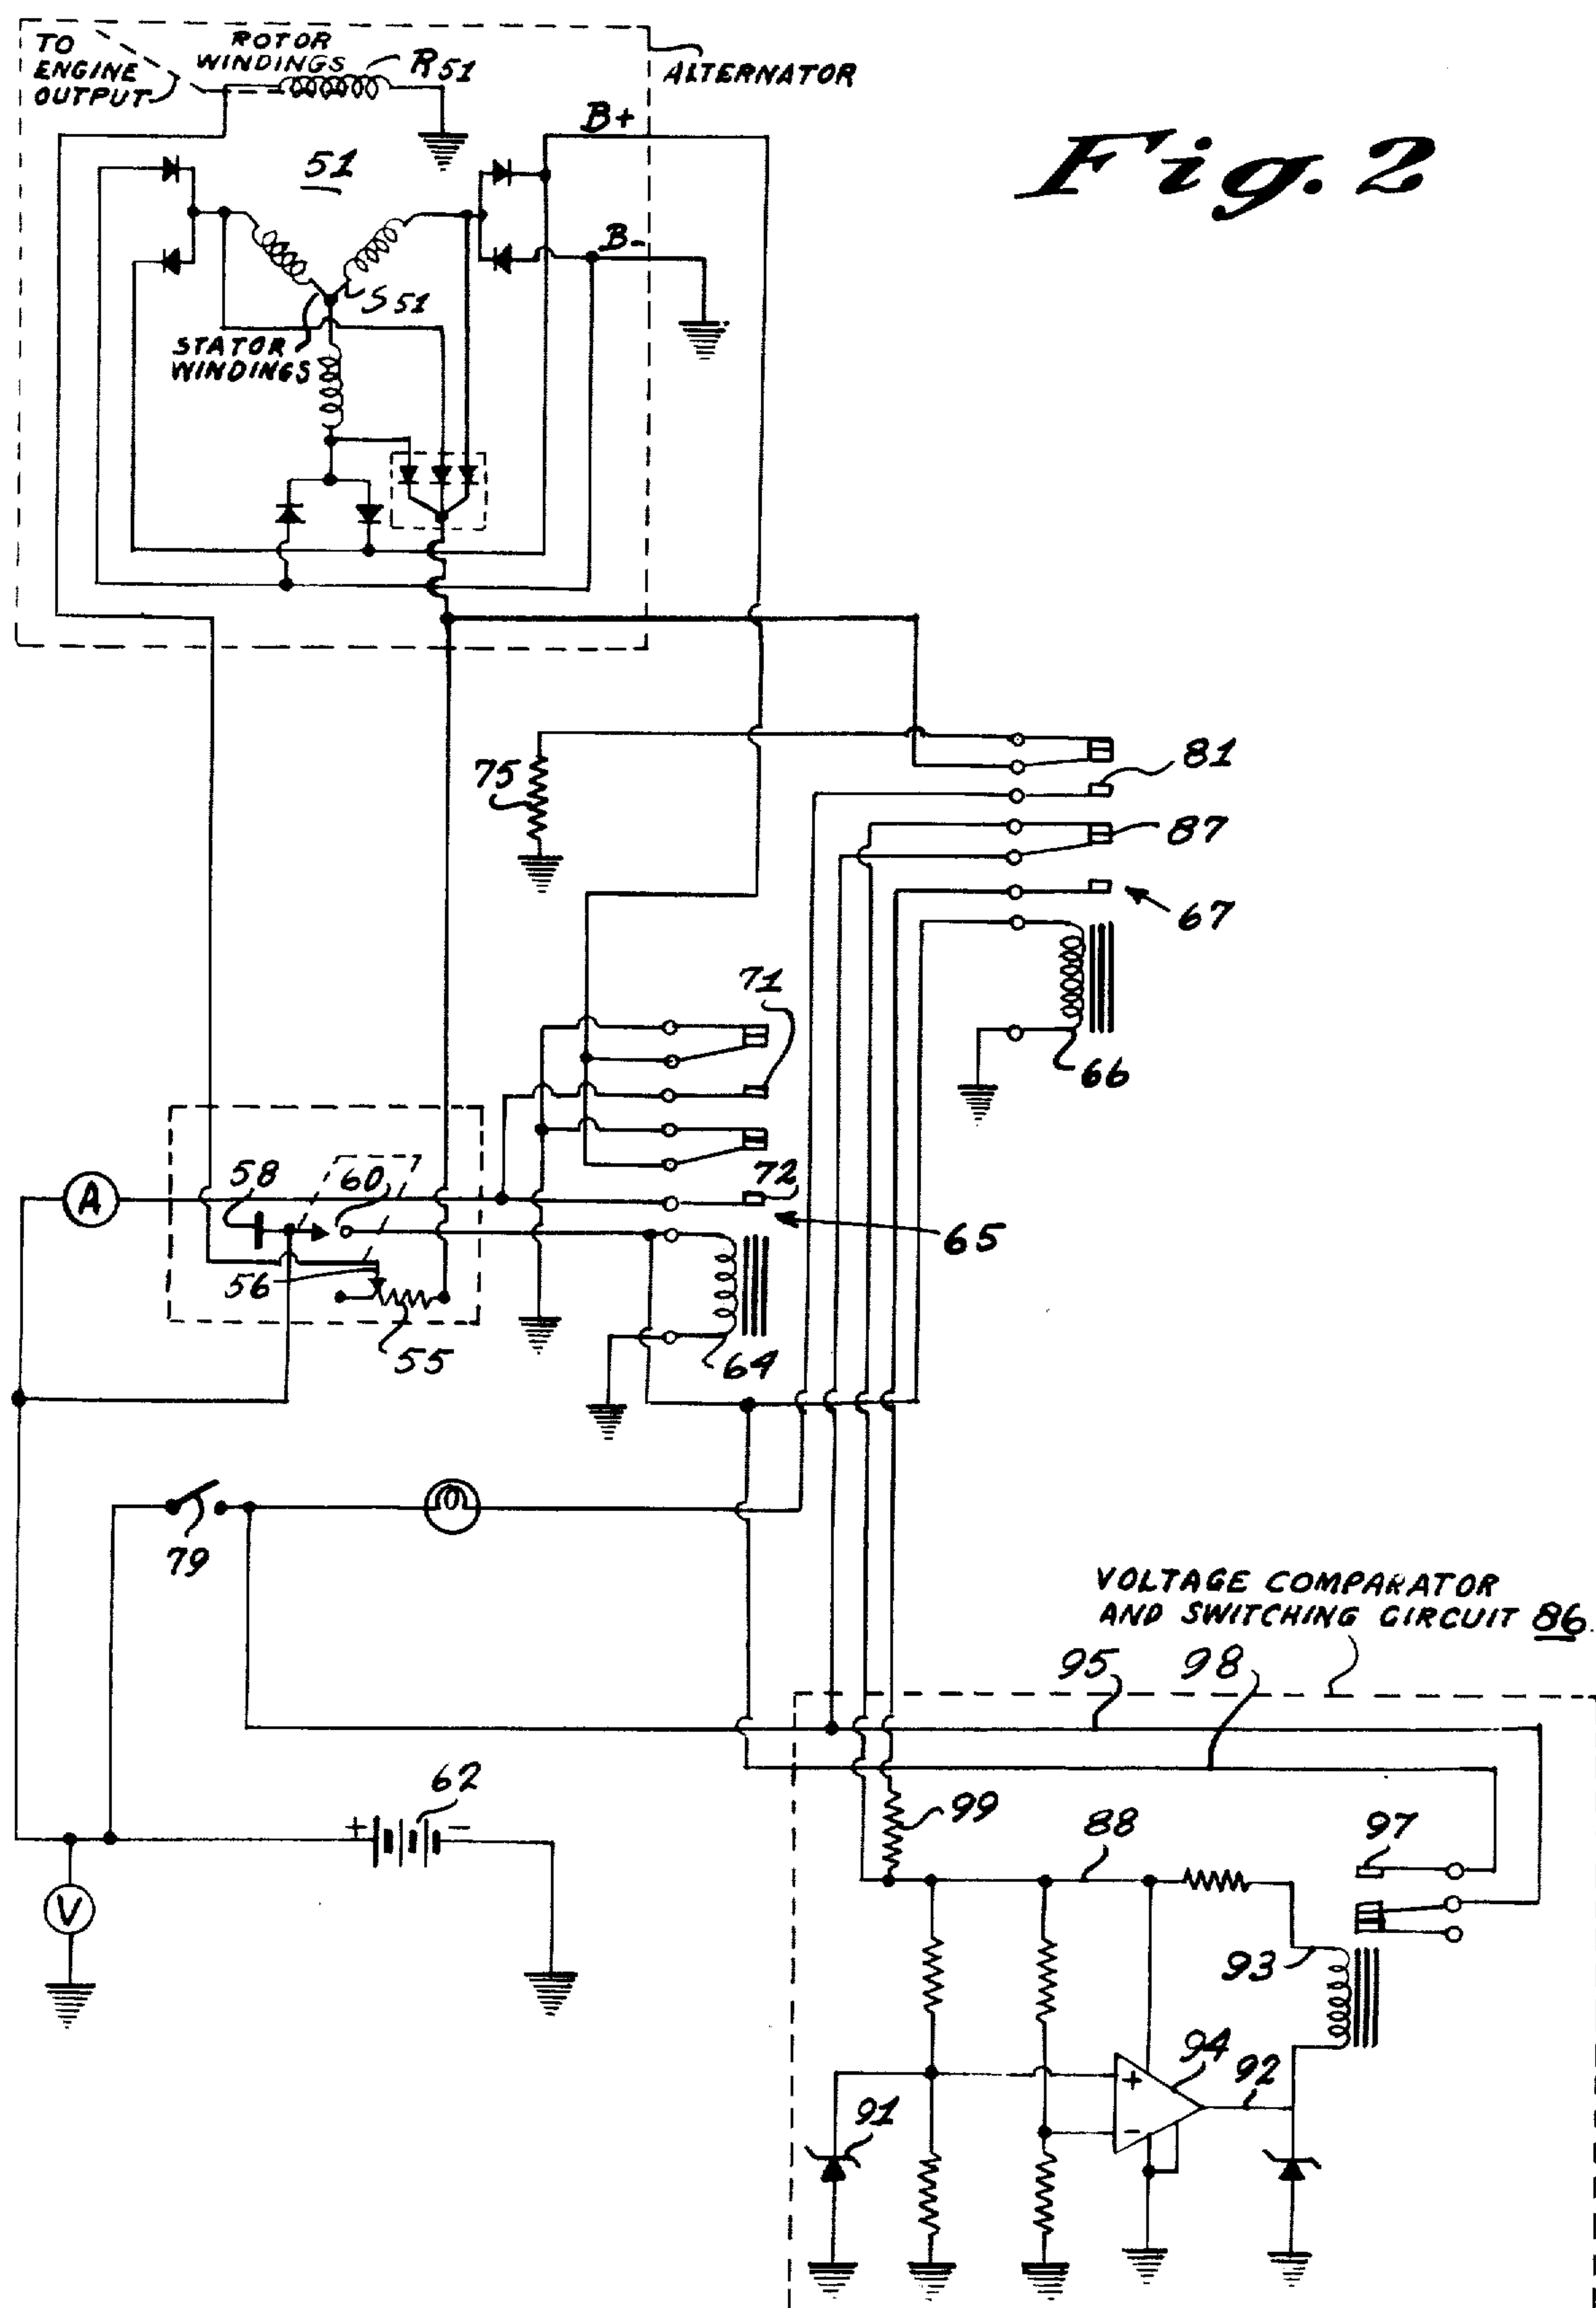 TO
ENGINE
OUTPUT
ROTOR
WINDINGS
R51
ALTERNATOR
Fig. 2
B+
51
B-
S51
STATOR
WINDINGS
75
81
87
67
71
66
58
60
72
A
65
56
55
64
79
VOLTAGE COMPARATOR
AND SWITCHING CIRCUIT 86
95
98
62
+
-
99
88
97
V
93
94
92
+
-
91